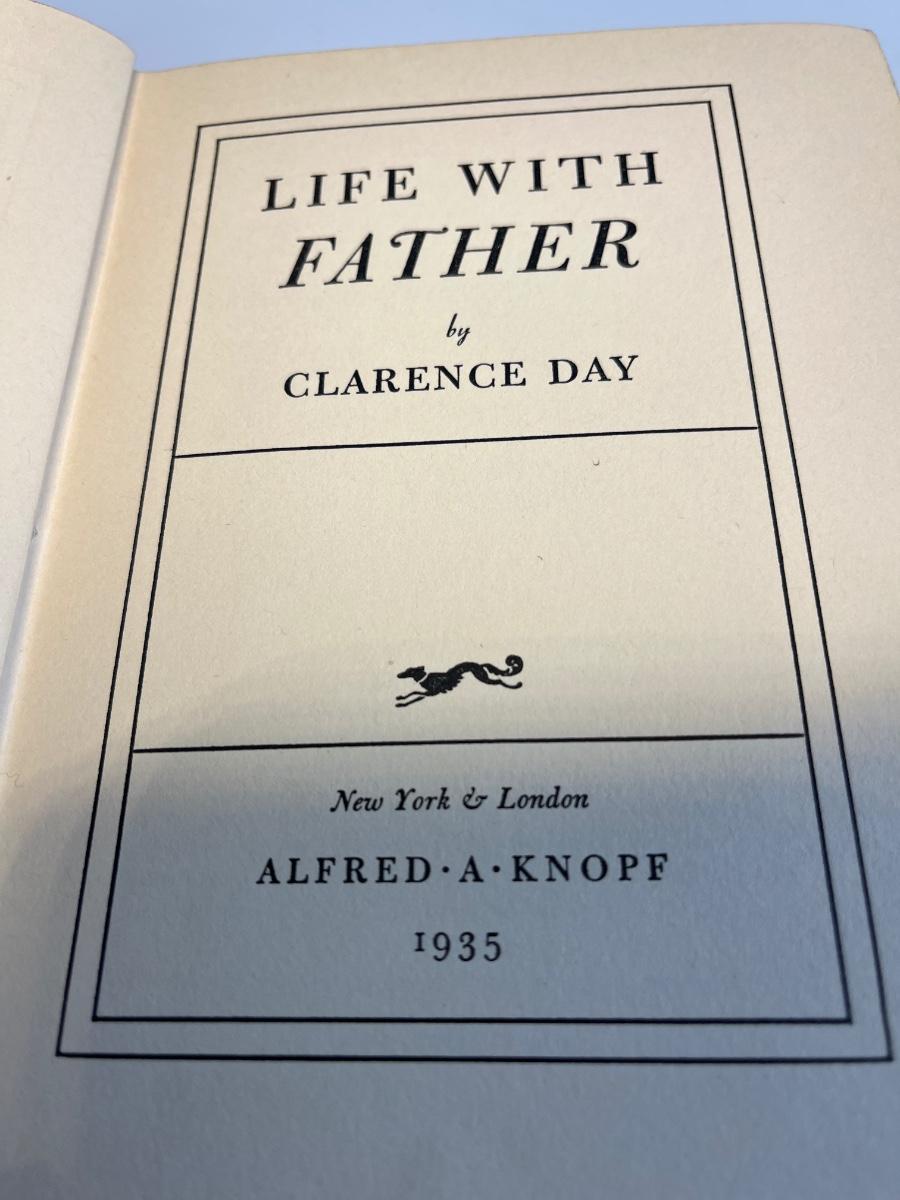 LIFE WITH
FATHER
by
CLARENCE DAY
New York & London
ALFRED·A·KNOPF
1935